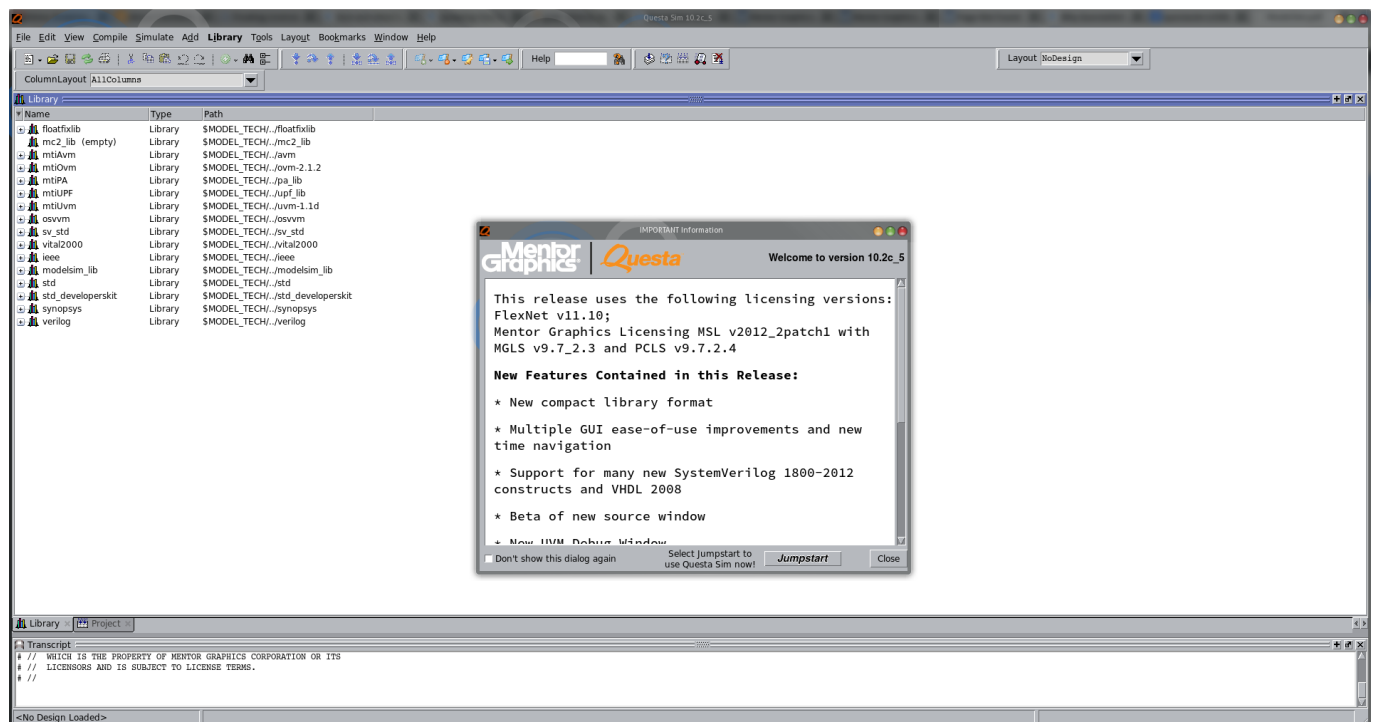 Questa Sim 10.2c_5
File Edit View Compile Simulate Add Library Tools Layout Bookmarks Window Help
Help
Layout NoDesign
ColumnLayout AllColumns
Library
Name Type Path
floatfixlib Library $MODEL_TECH/../floatfixlib
mc2_lib (empty) Library $MODEL_TECH/../mc2_lib
mtiAvm Library $MODEL_TECH/../avm
mtiOvm Library $MODEL_TECH/../ovm-2.1.2
mtiPA Library $MODEL_TECH/../pa_lib
mtiUPF Library $MODEL_TECH/../upf_lib
mtiUvm Library $MODEL_TECH/../uvm-1.1d
osvvm Library $MODEL_TECH/../osvvm
sv_std Library $MODEL_TECH/../sv_std
vital2000 Library $MODEL_TECH/../vital2000
ieee Library $MODEL_TECH/../ieee
modelsim_lib Library $MODEL_TECH/../modelsim_lib
std Library $MODEL_TECH/../std
std_developerskit Library $MODEL_TECH/../std_developerskit
synopsys Library $MODEL_TECH/../synopsys
verilog Library $MODEL_TECH/../verilog
IMPORTANT Information
Mentor
Graphics
Questa
Welcome to version 10.2c_5
This release uses the following licensing versions:
FlexNet v11.10;
Mentor Graphics Licensing MSL v2012_2patch1 with
MGLS v9.7_2.3 and PCLS v9.7.2.4
New Features Contained in this Release:
* New compact library format
* Multiple GUI ease-of-use improvements and new
time navigation
* Support for many new SystemVerilog 1800-2012
constructs and VHDL 2008
* Beta of new source window
* New UVM Debug Window
Don't show this dialog again
Select Jumpstart to
use Questa Sim now!
Jumpstart
Close
Library
Project
Transcript
# // WHICH IS THE PROPERTY OF MENTOR GRAPHICS CORPORATION OR ITS
# // LICENSORS AND IS SUBJECT TO LICENSE TERMS.
# //
<No Design Loaded>